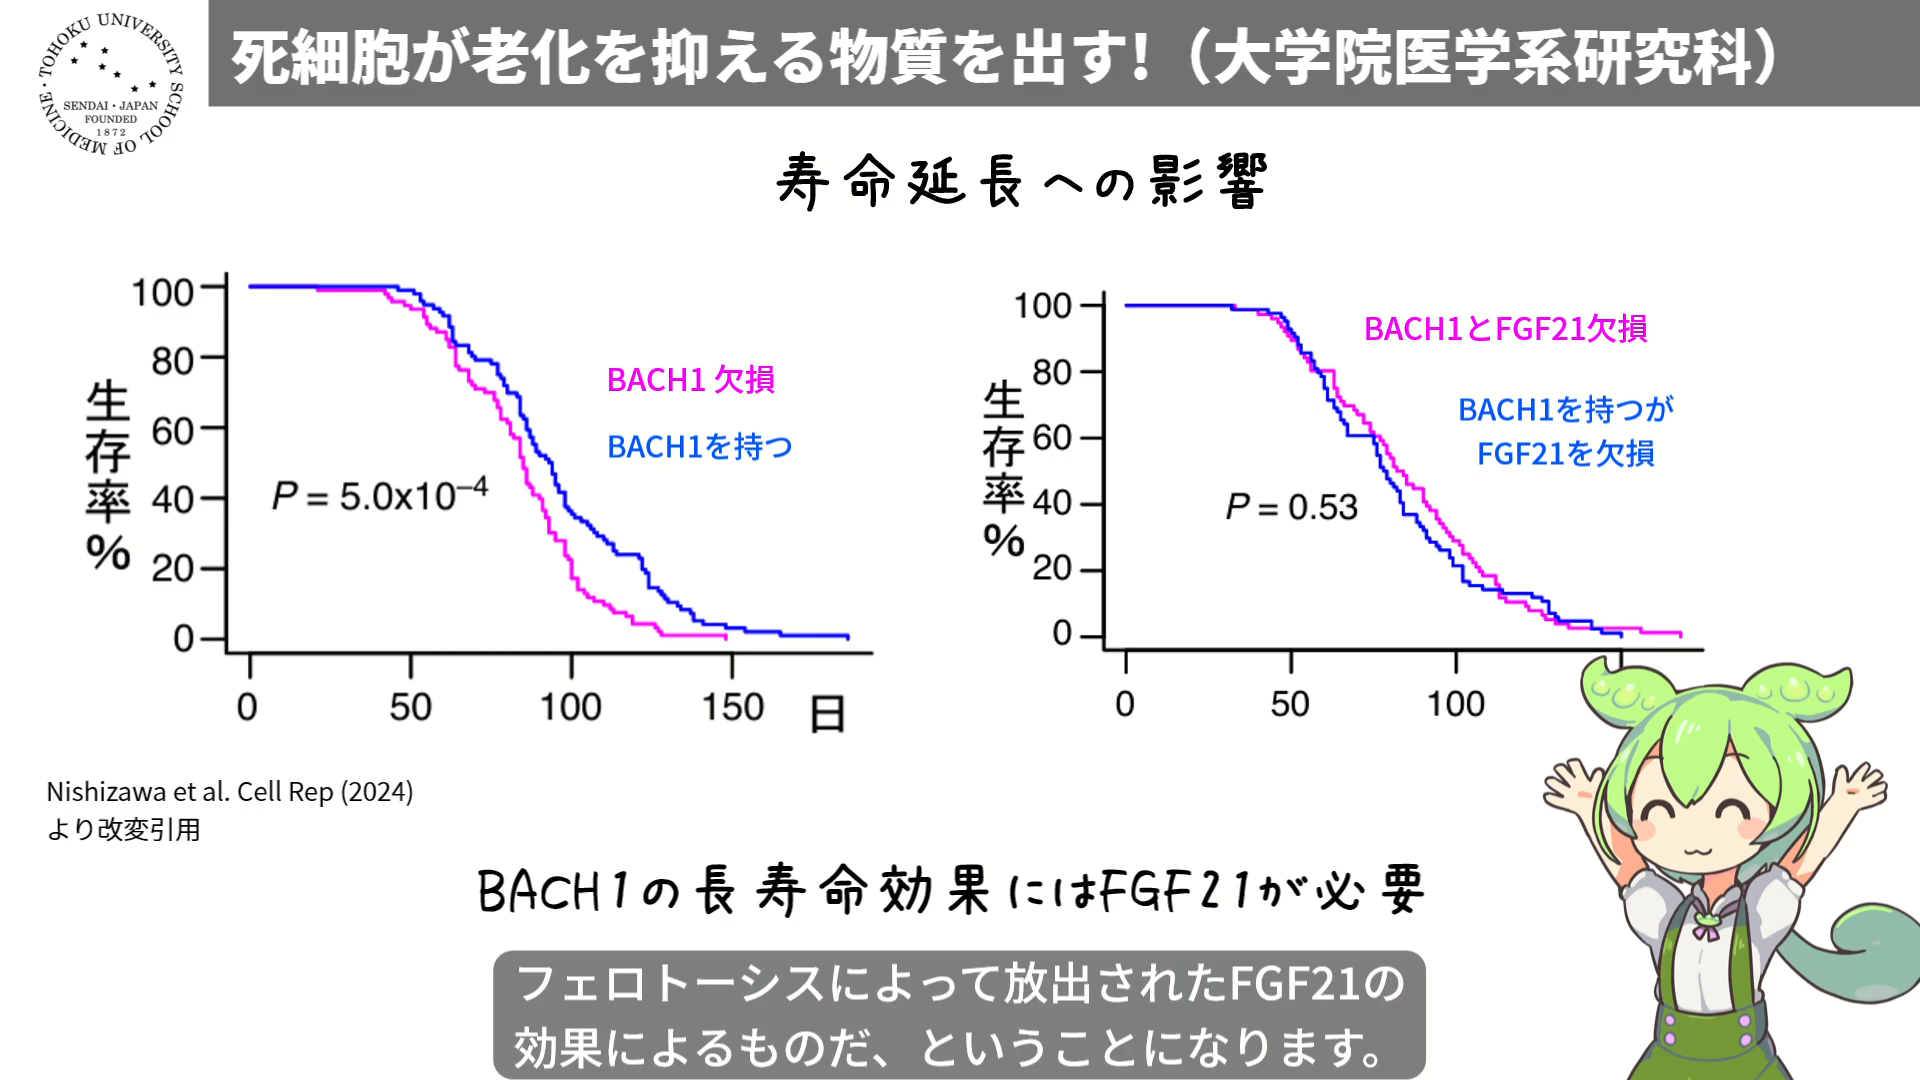 TOHOKU UNIVERSITY SCHOOL OF MEDICINE
SENDAI・JAPAN
FOUNDED
1872
死細胞が老化を抑える物質を出す!（大学院医学系研究科）
寿命延長への影響
生存率%
100
80
60
40
20
0
BACH1 欠損
BACH1を持つ
P = 5.0x10⁻⁴
0 50 100 150 日
生存率%
100
80
60
40
20
0
BACH1とFGF21欠損
BACH1を持つが
FGF21を欠損
P = 0.53
0 50 100
Nishizawa et al. Cell Rep (2024)
より改変引用
BACH1の長寿命効果にはFGF21が必要
フェロトーシスによって放出されたFGF21の
効果によるものだ、ということになります。